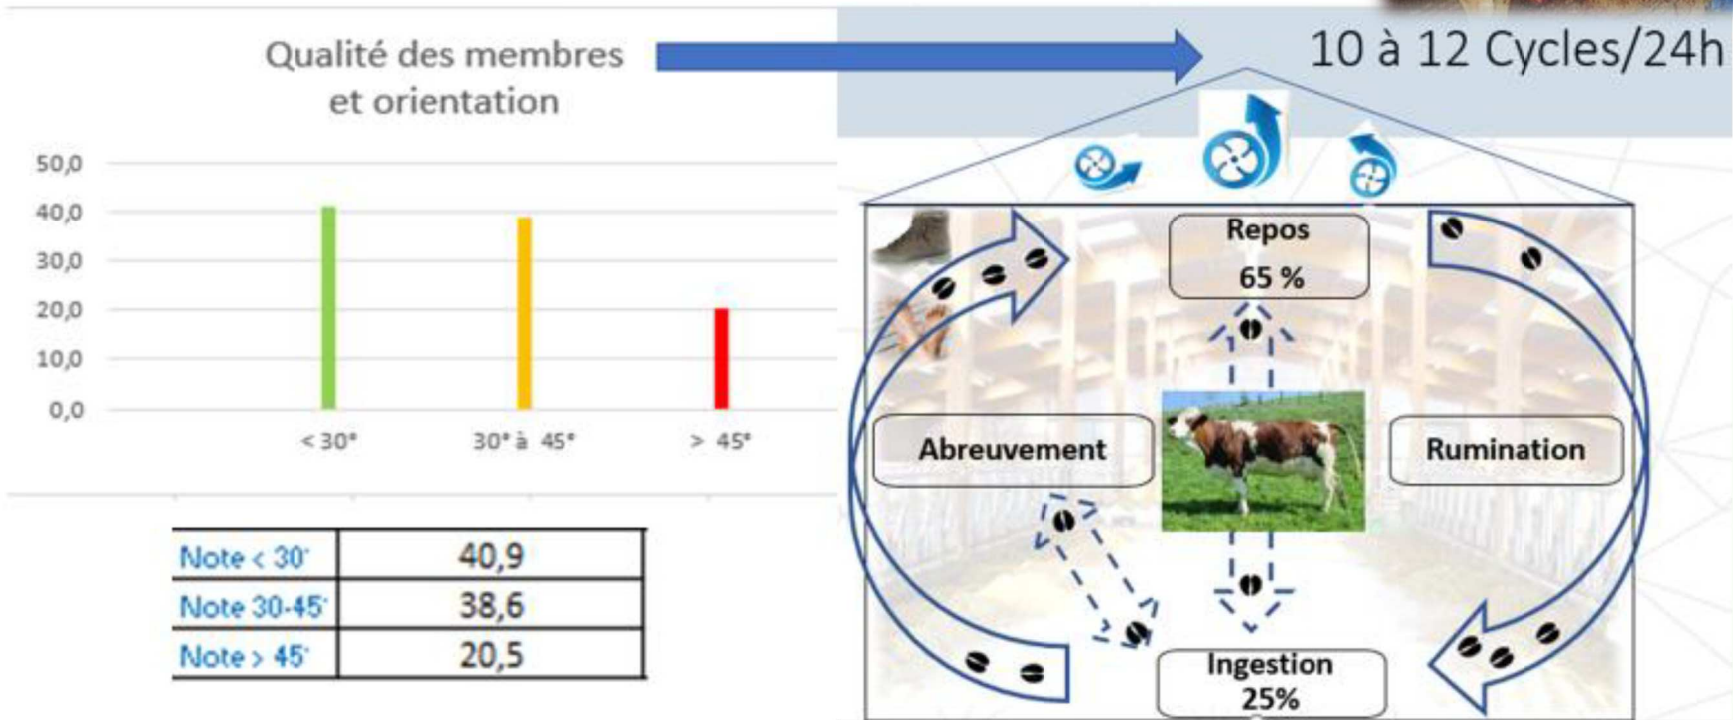 Qualité des membres
et orientation
10 à 12 Cycles/24h
50,0
40,0
30,0
20,0
10,0
0,0
< 30°
30° à 45°
> 45°
Note < 30°
40,9
Note 30-45°
38,6
Note > 45°
20,5
Repos
65 %
Abreuvement
Rumination
Ingestion
25%